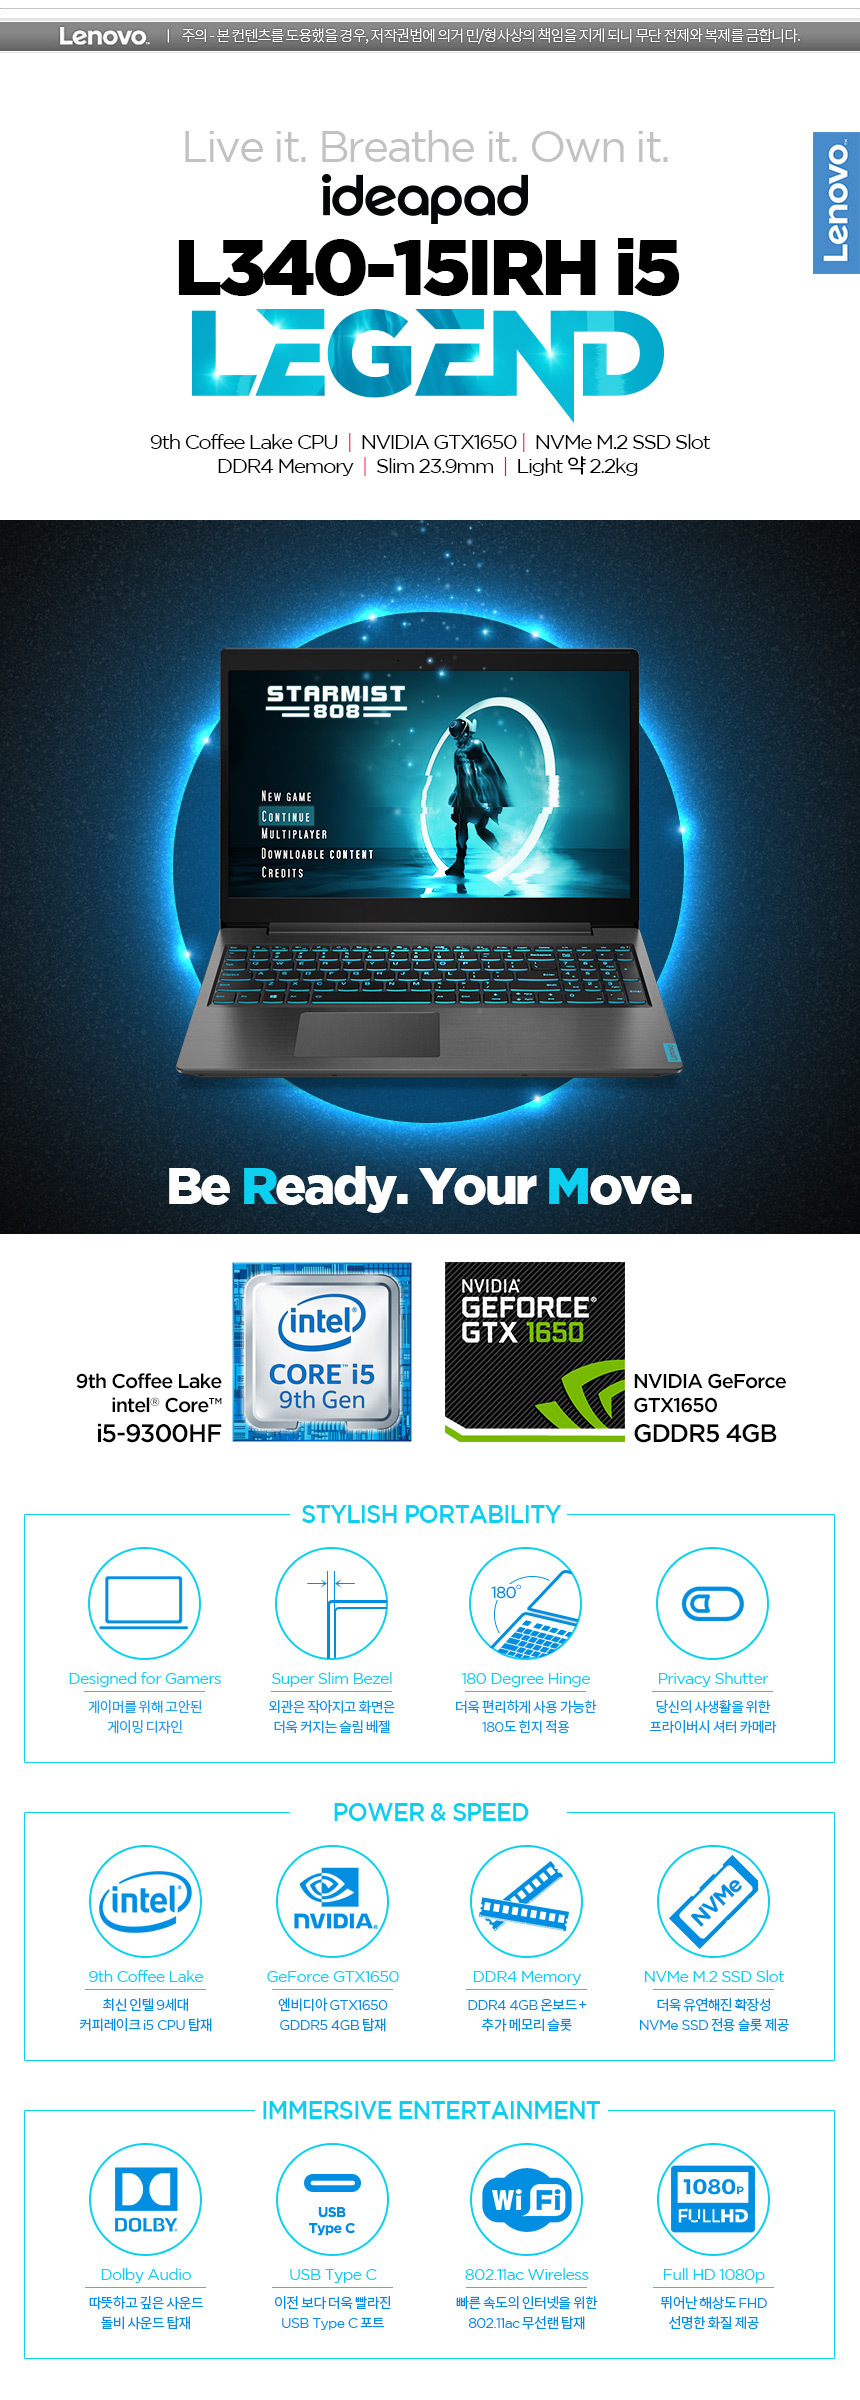 Lenovo™ | 주의 - 본 컨텐츠를 도용했을 경우, 저작권법에 의거 민/형사상의 책임을 지게 되니 무단 전제와 복제를 금합니다.
Live it. Breathe it. Own it.
Lenovo™
ideapad
L340-15IRH i5
LEGEND
9th Coffee Lake CPU | NVIDIA GTX1650 | NVMe M.2 SSD Slot
DDR4 Memory | Slim 23.9mm | Light 약 2.2kg
STARMIST
808
NEW GAME
CONTINUE
MULTIPLAYER
DOWNLOADABLE CONTENT
CREDITS
Be Ready. Your Move.
9th Coffee Lake
intel® Core™
i5-9300HF
intel®
CORE™ i5
9th Gen
NVIDIA®
GEFORCE®
GTX 1650
NVIDIA GeForce
GTX1650
GDDR5 4GB
STYLISH PORTABILITY
180°
Designed for Gamers
게이머를 위해 고안된
게이밍 디자인
Super Slim Bezel
외관은 작아지고 화면은
더욱 커지는 슬림 베젤
180 Degree Hinge
더욱 편리하게 사용 가능한
180도 힌지 적용
Privacy Shutter
당신의 사생활을 위한
프라이버시 셔터 카메라
POWER & SPEED
intel®
NVIDIA®
NVMe
9th Coffee Lake
최신 인텔 9세대
커피레이크 i5 CPU 탑재
GeForce GTX1650
엔비디아 GTX1650
GDDR5 4GB 탑재
DDR4 Memory
DDR4 4GB 온보드 +
추가 메모리 슬롯
NVMe M.2 SSD Slot
더욱 유연해진 확장성
NVMe SSD 전용 슬롯 제공
IMMERSIVE ENTERTAINMENT
DOLBY
USB
Type C
Wi Fi
1080P
FULLHD
Dolby Audio
따뜻하고 깊은 사운드
돌비 사운드 탑재
USB Type C
이전 보다 더욱 빨라진
USB Type C 포트
802.11ac Wireless
빠른 속도의 인터넷을 위한
802.11ac 무선랜 탑재
Full HD 1080p
뛰어난 해상도 FHD
선명한 화질 제공